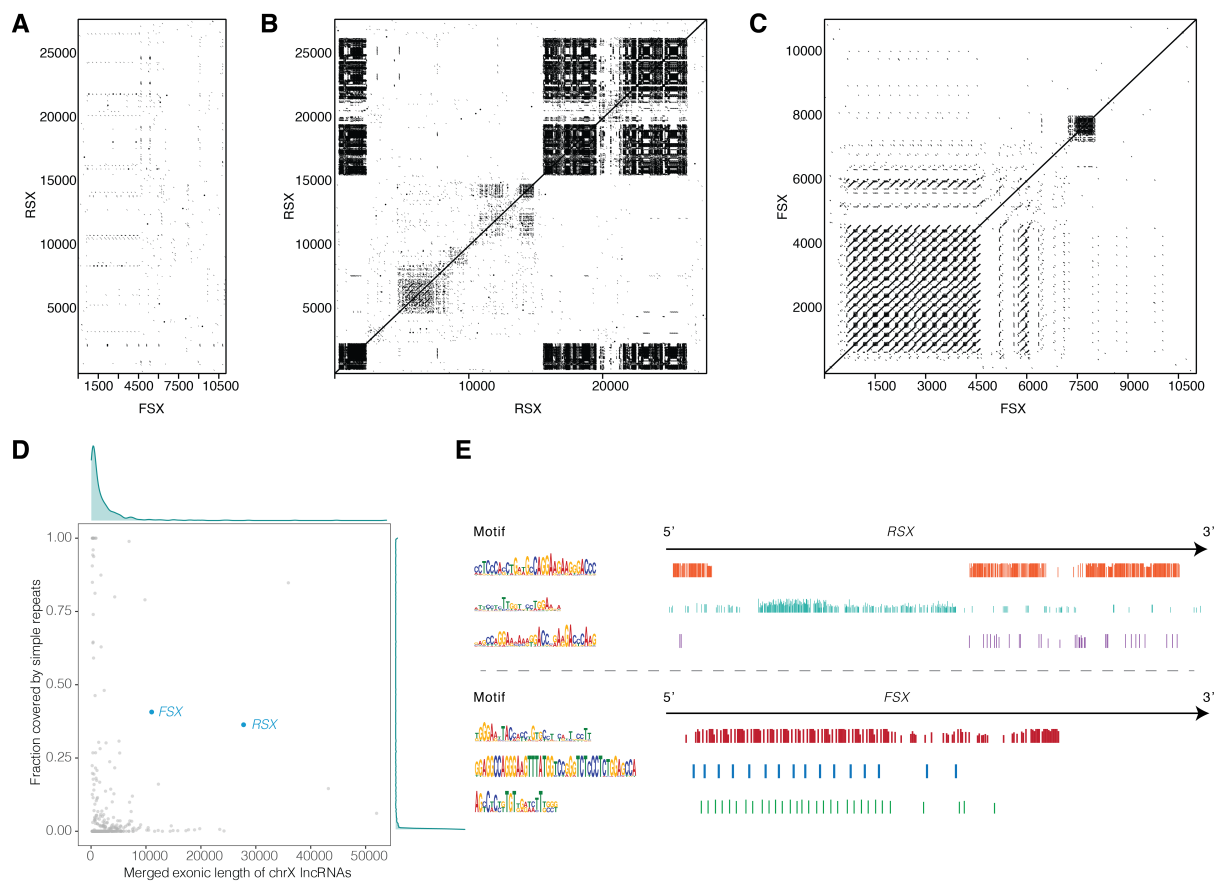 A
RSX
25000
20000
15000
10000
5000
1500 4500 7500 10500
FSX
B
RSX
25000
20000
15000
10000
5000
10000 20000
RSX
C
FSX
10000
8000
6000
4000
2000
1500 3000 4500 6000 7500 9000 10500
FSX
D
Fraction covered by simple repeats
1.00
0.75
0.50
0.25
0.00
FSX
RSX
0 10000 20000 30000 40000 50000
Merged exonic length of chrX lncRNAs
E
Motif 5' RSX 3'
Motif 5' FSX 3'